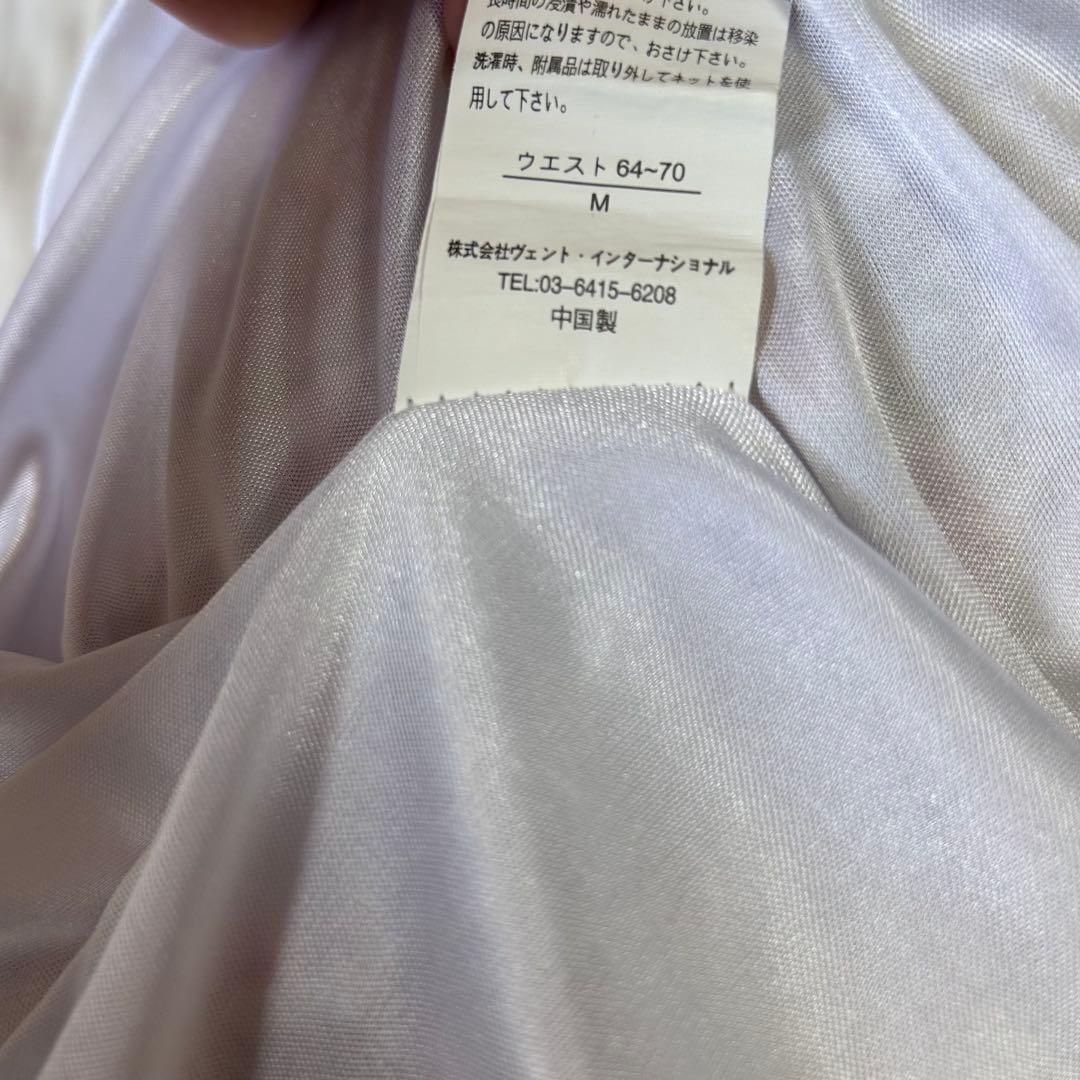 下さい。
長時間の浸漬や濡れたままの放置は移染
の原因になりますので、おさけ下さい。
洗濯時、附属品は取り外してネットを使
用して下さい。
ウエスト 64~70
M
株式会社ヴェント・インターナショナル
TEL:03–6415–6208
中国製